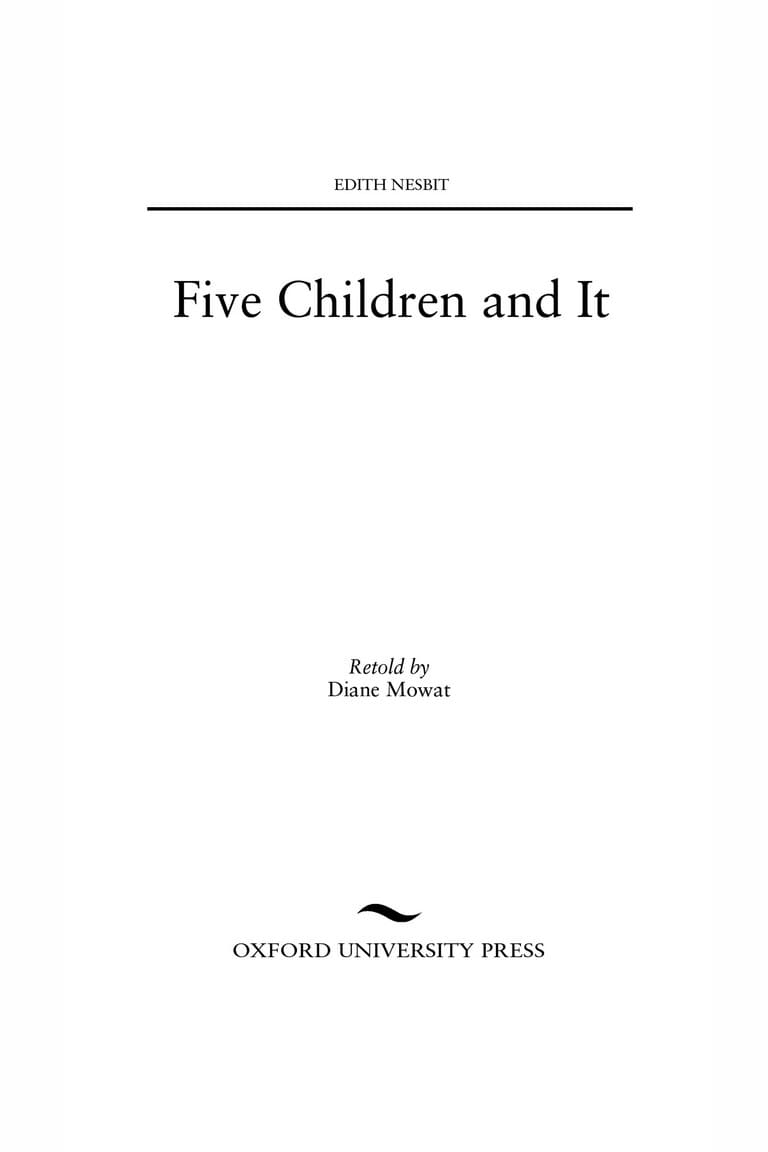 EDITH NESBIT
Five Children and It
Retold by
Diane Mowat
OXFORD UNIVERSITY PRESS